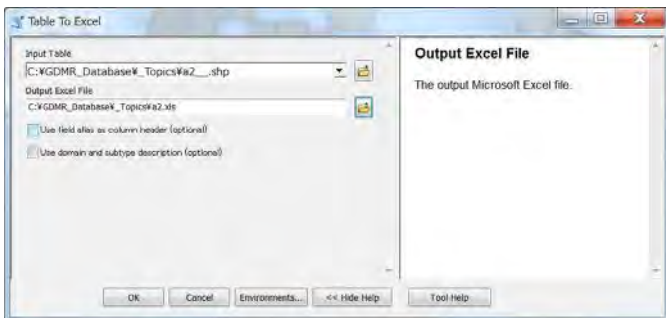 Table To Excel
Input Table
C:¥GDMR_Database¥_Topics¥a2__.shp
Output Excel File
C:¥GDMR_Database¥_Topics¥a2.xls
Use field alias as column header (optional)
Use domain and subtype description (optional)
Output Excel File
The output Microsoft Excel file.
OK
Cancel
Environments...
<< Hide Help
Tool Help